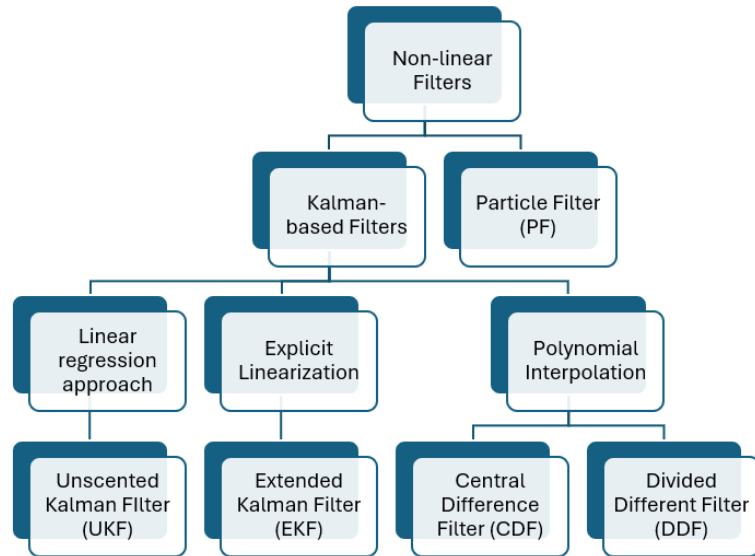 Non-linear
Filters
Kalman-
based Filters
Particle Filter
(PF)
Linear
regression
approach
Explicit
Linearization
Polynomial
Interpolation
Unscented
Kalman FIlter
(UKF)
Extended
Kalman Filter
(EKF)
Central
Difference
Filter (CDF)
Divided
Different Filter
(DDF)